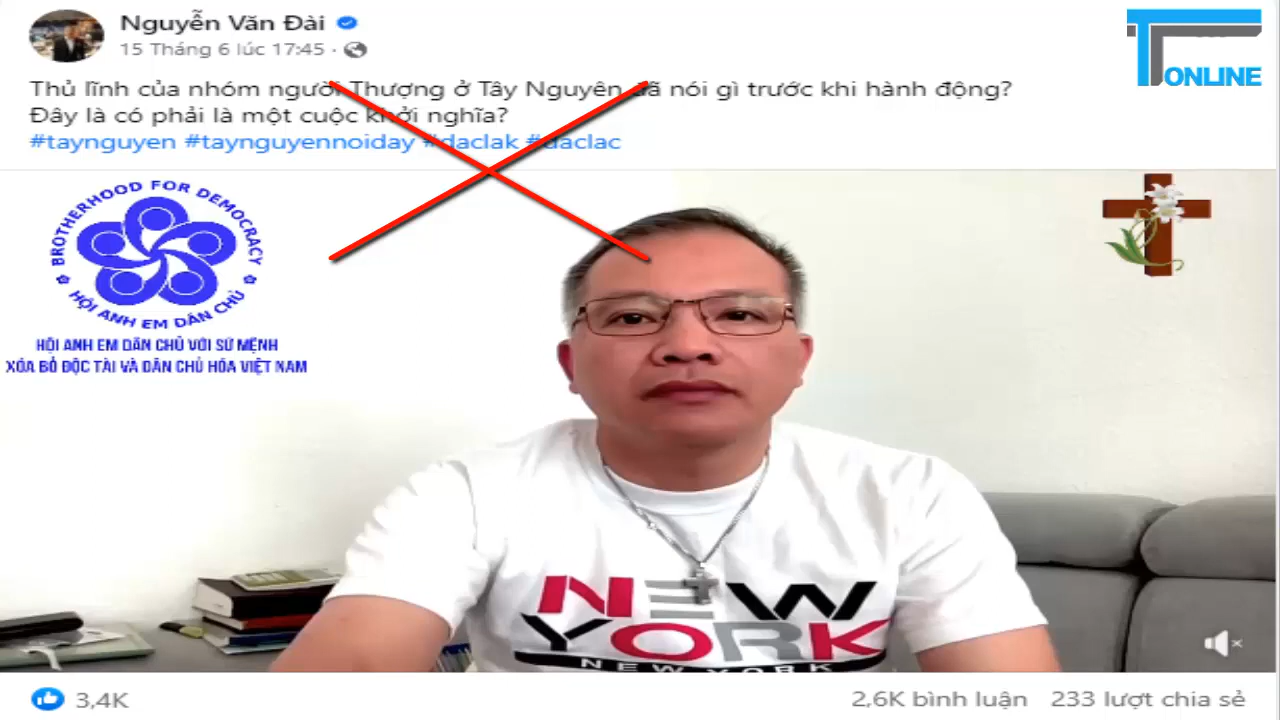 Nguyễn Văn Đài
15 Tháng 6 lúc 17:45 ·
T ONLINE
Thủ lĩnh của nhóm người Thượng ở Tây Nguyên đã nói gì trước khi hành động?
Đây là có phải là một cuộc khởi nghĩa?
#taynguyen #taynguyennoiday #daclak #daclac
BROTHERHOOD FOR DEMOCRACY
HỘI ANH EM DÂN CHỦ
HỘI ANH EM DÂN CHỦ VỚI SỨ MỆNH
XÓA BỎ ĐỘC TÀI VÀ DÂN CHỦ HÓA VIỆT NAM
NEW
YORK
NEW YORK
3,4K
2,6K bình luận 233 lượt chia sẻ